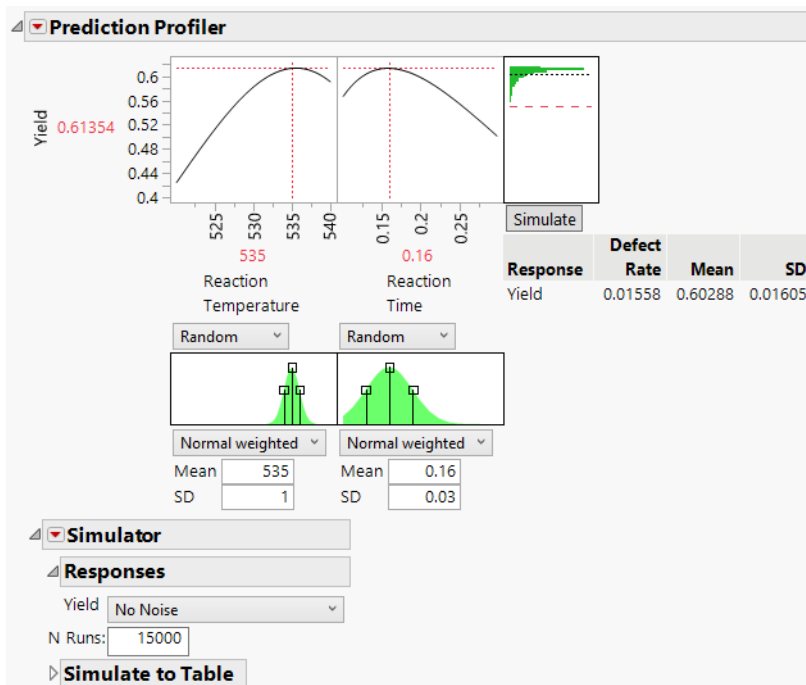 Prediction Profiler
Yield
0.61354
0.6
0.56
0.52
0.48
0.44
0.4
525
530
535
540
0.15
0.2
0.25
535
0.16
Reaction
Temperature
Reaction
Time
Simulate
Defect
Response Rate Mean SD
Yield 0.01558 0.60288 0.01605
Random
Random
Normal weighted
Normal weighted
Mean 535
Mean 0.16
SD 1
SD 0.03
Simulator
Responses
Yield No Noise
N Runs: 15000
Simulate to Table